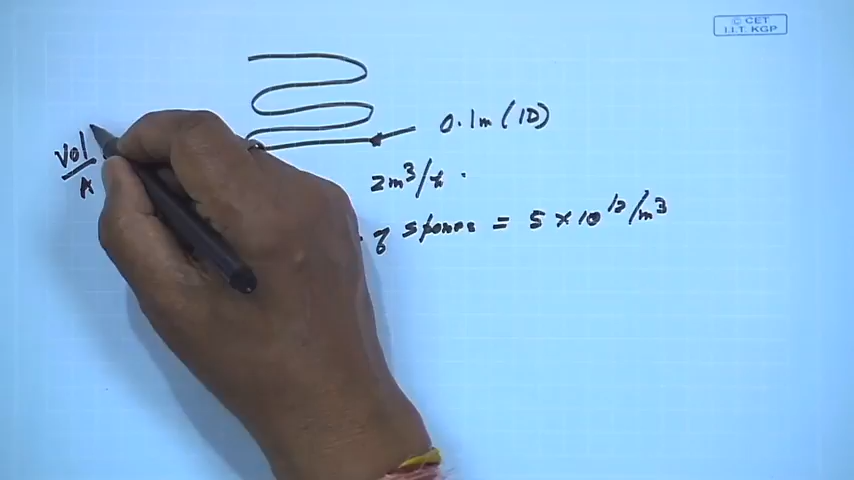 © CET
I.I.T. KGP
0.1m (ID)
Vol
A
2m³/h.
spores = 5 × 10¹²/m³